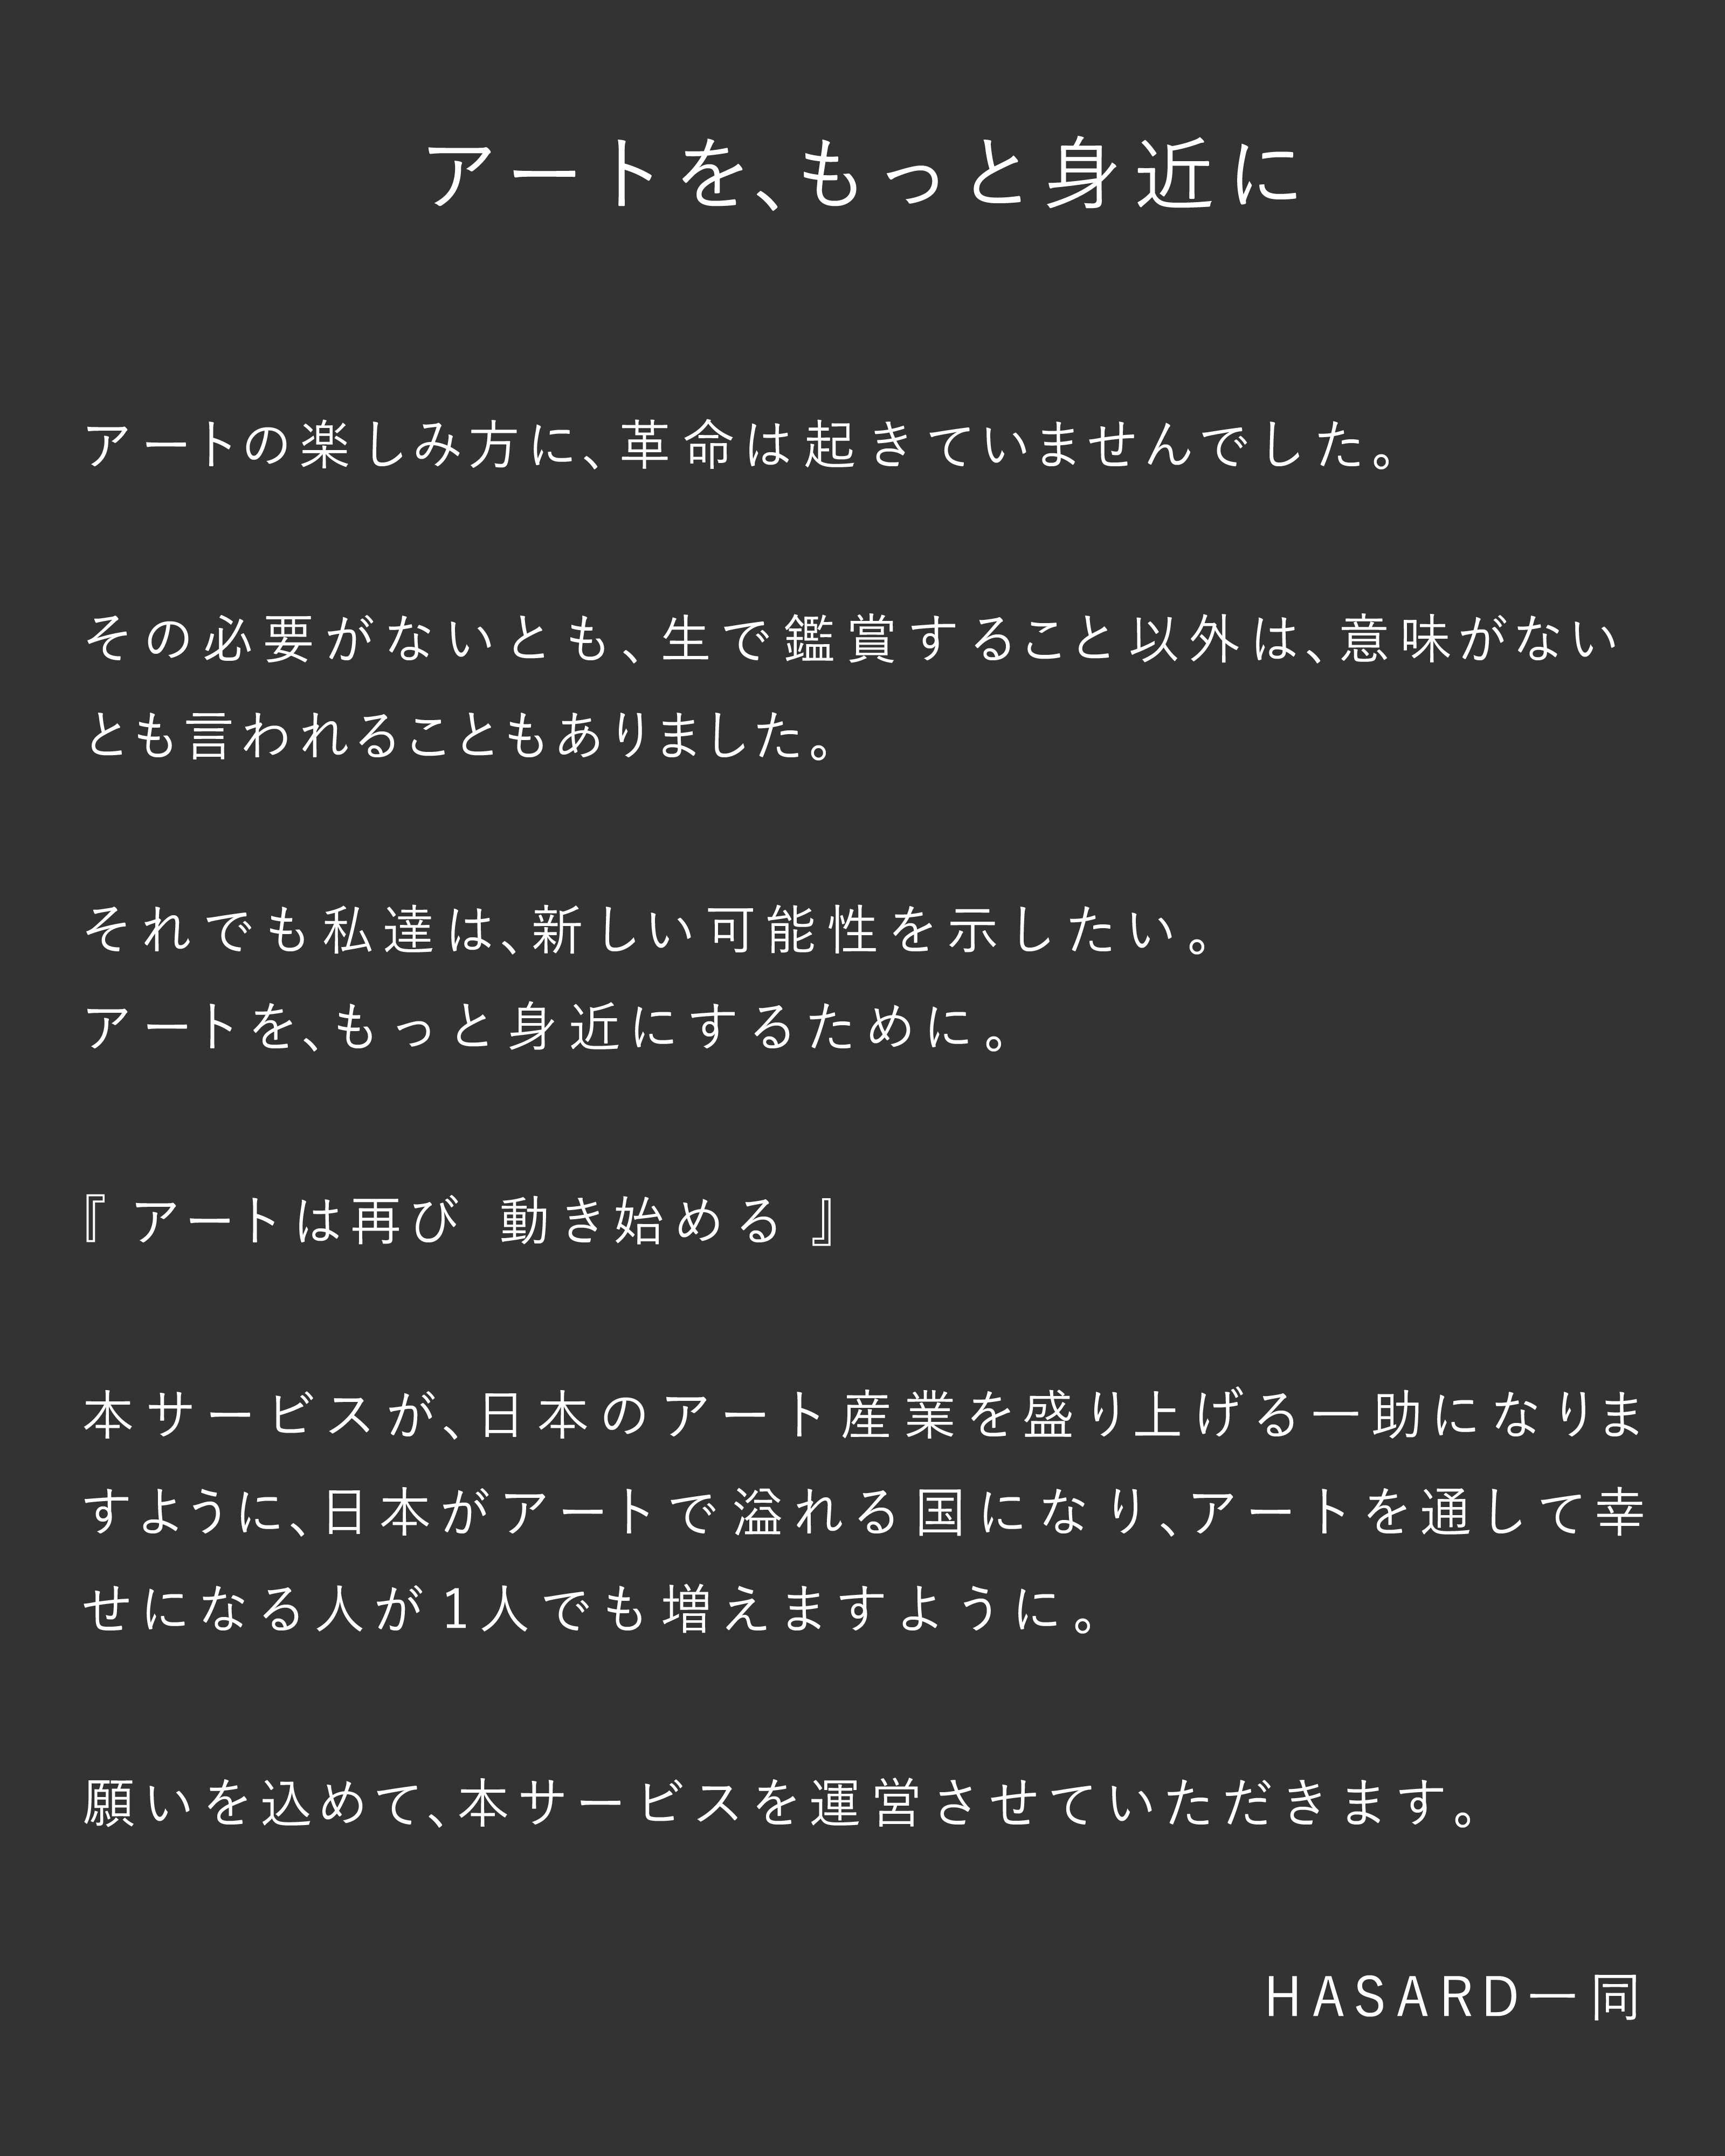 アートを、もっと身近に
アートの楽しみ方に、革命は起きていませんでした。
その必要がないとも、生で鑑賞すること以外は、意味がない
とも言われることもありました。
それでも私達は、新しい可能性を示したい。
アートを、もっと身近にするために。
『アートは再び 動き始める』
本サービスが、日本のアート産業を盛り上げる一助になりま
すように、日本がアートで溢れる国になり、アートを通して幸
せになる人が1人でも増えますように。
願いを込めて、本サービスを運営させていただきます。
HASARD一同